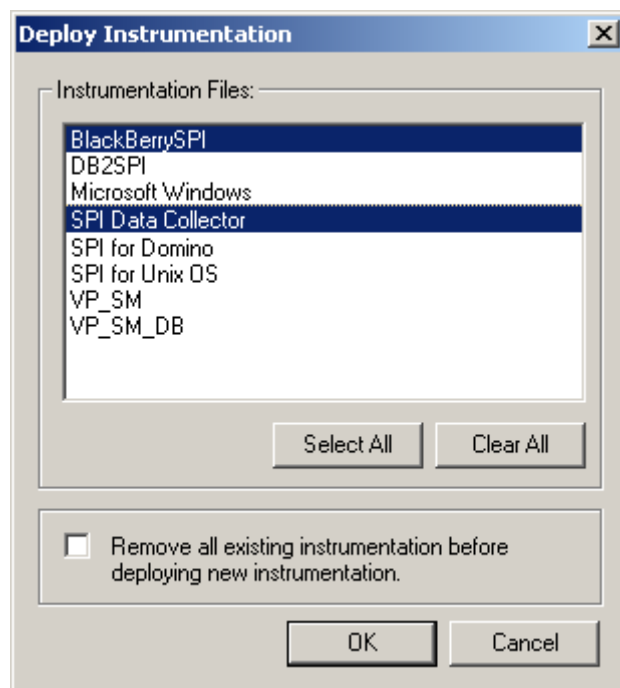 Deploy Instrumentation
Instrumentation Files:
BlackBerrySPI
DB2SPI
Microsoft Windows
SPI Data Collector
SPI for Domino
SPI for Unix OS
VP_SM
VP_SM_DB
Select All
Clear All
Remove all existing instrumentation before
deploying new instrumentation.
OK
Cancel